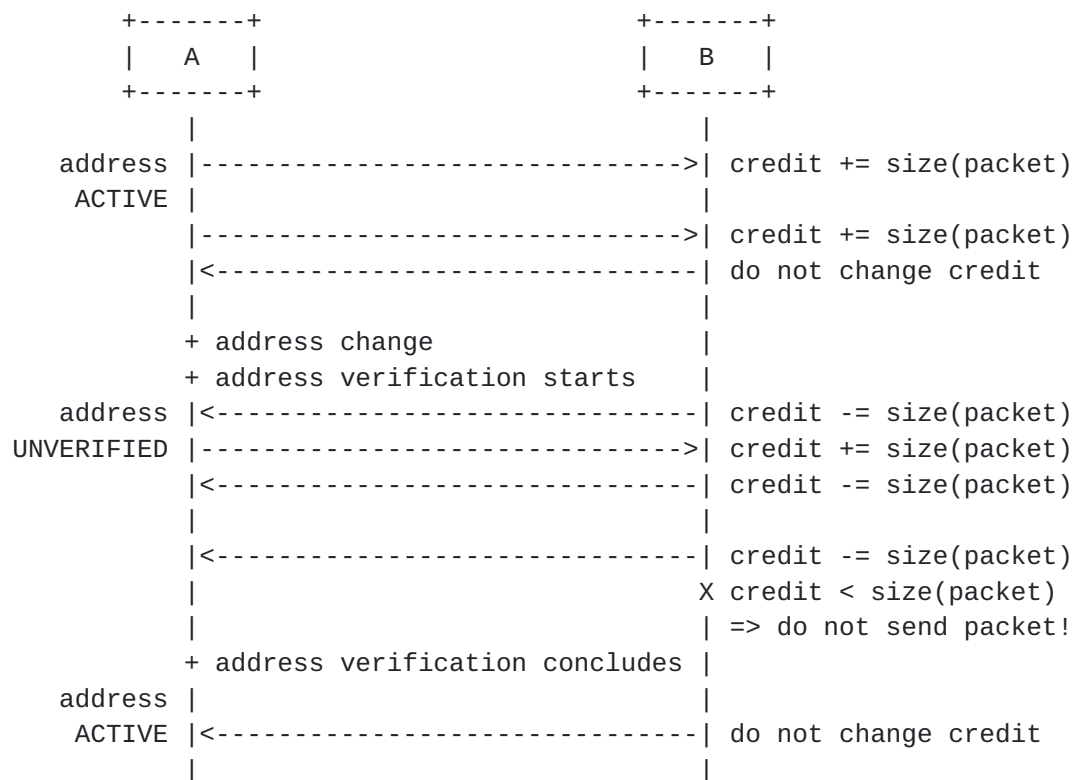 +-------+                        +-------+
|   A   |                        |   B   |
+-------+                        +-------+
|                                |
address |------------------------------->| credit += size(packet)
ACTIVE |                                |
|------------------------------->| credit += size(packet)
|<-------------------------------| do not change credit
|                                |
+ address change                 |
+ address verification starts    |
address |<-------------------------------| credit -= size(packet)
UNVERIFIED |------------------------------->| credit += size(packet)
|<-------------------------------| credit -= size(packet)
|                                |
|<-------------------------------| credit -= size(packet)
|                                X credit < size(packet)
|                                | => do not send packet!
+ address verification concludes |
address |                                |
ACTIVE |<-------------------------------| do not change credit
|                                |